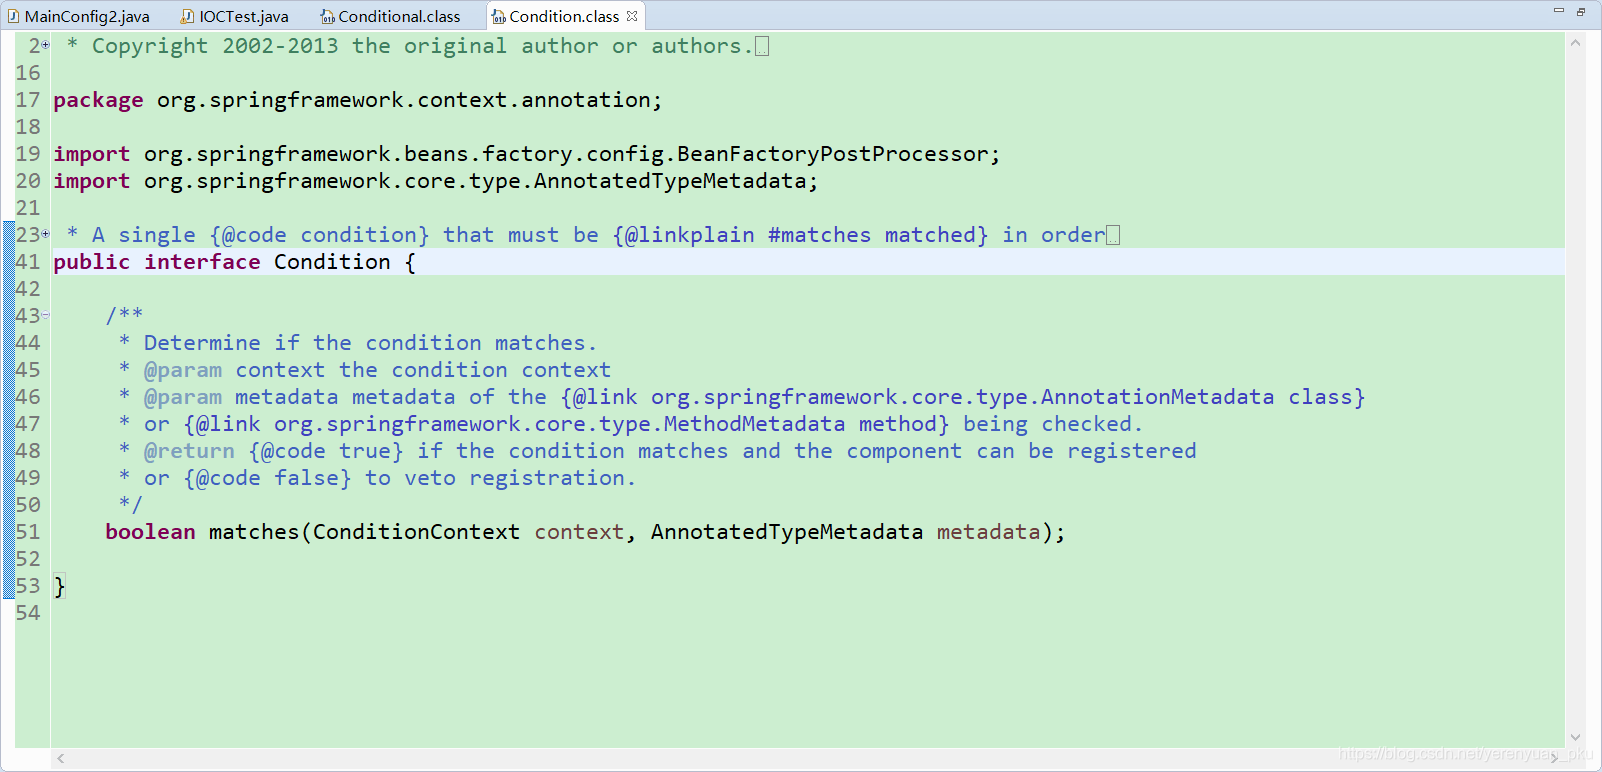 MainConfig2.java IOCTest.java Conditional.class Condition.class
2 * Copyright 2002-2013 the original author or authors.
16
17 package org.springframework.context.annotation;
18
19 import org.springframework.beans.factory.config.BeanFactoryPostProcessor;
20 import org.springframework.core.type.AnnotatedTypeMetadata;
21
23 * A single {@code condition} that must be {@linkplain #matches matched} in order
41 public interface Condition {
42
43 /**
44 * Determine if the condition matches.
45 * @param context the condition context
46 * @param metadata metadata of the {@link org.springframework.core.type.AnnotationMetadata class}
47 * or {@link org.springframework.core.type.MethodMetadata method} being checked.
48 * @return {@code true} if the condition matches and the component can be registered
49 * or {@code false} to veto registration.
50 */
51 boolean matches(ConditionContext context, AnnotatedTypeMetadata metadata);
52
53 }
54
https://blog.csdn.net/yerenyuan_pku